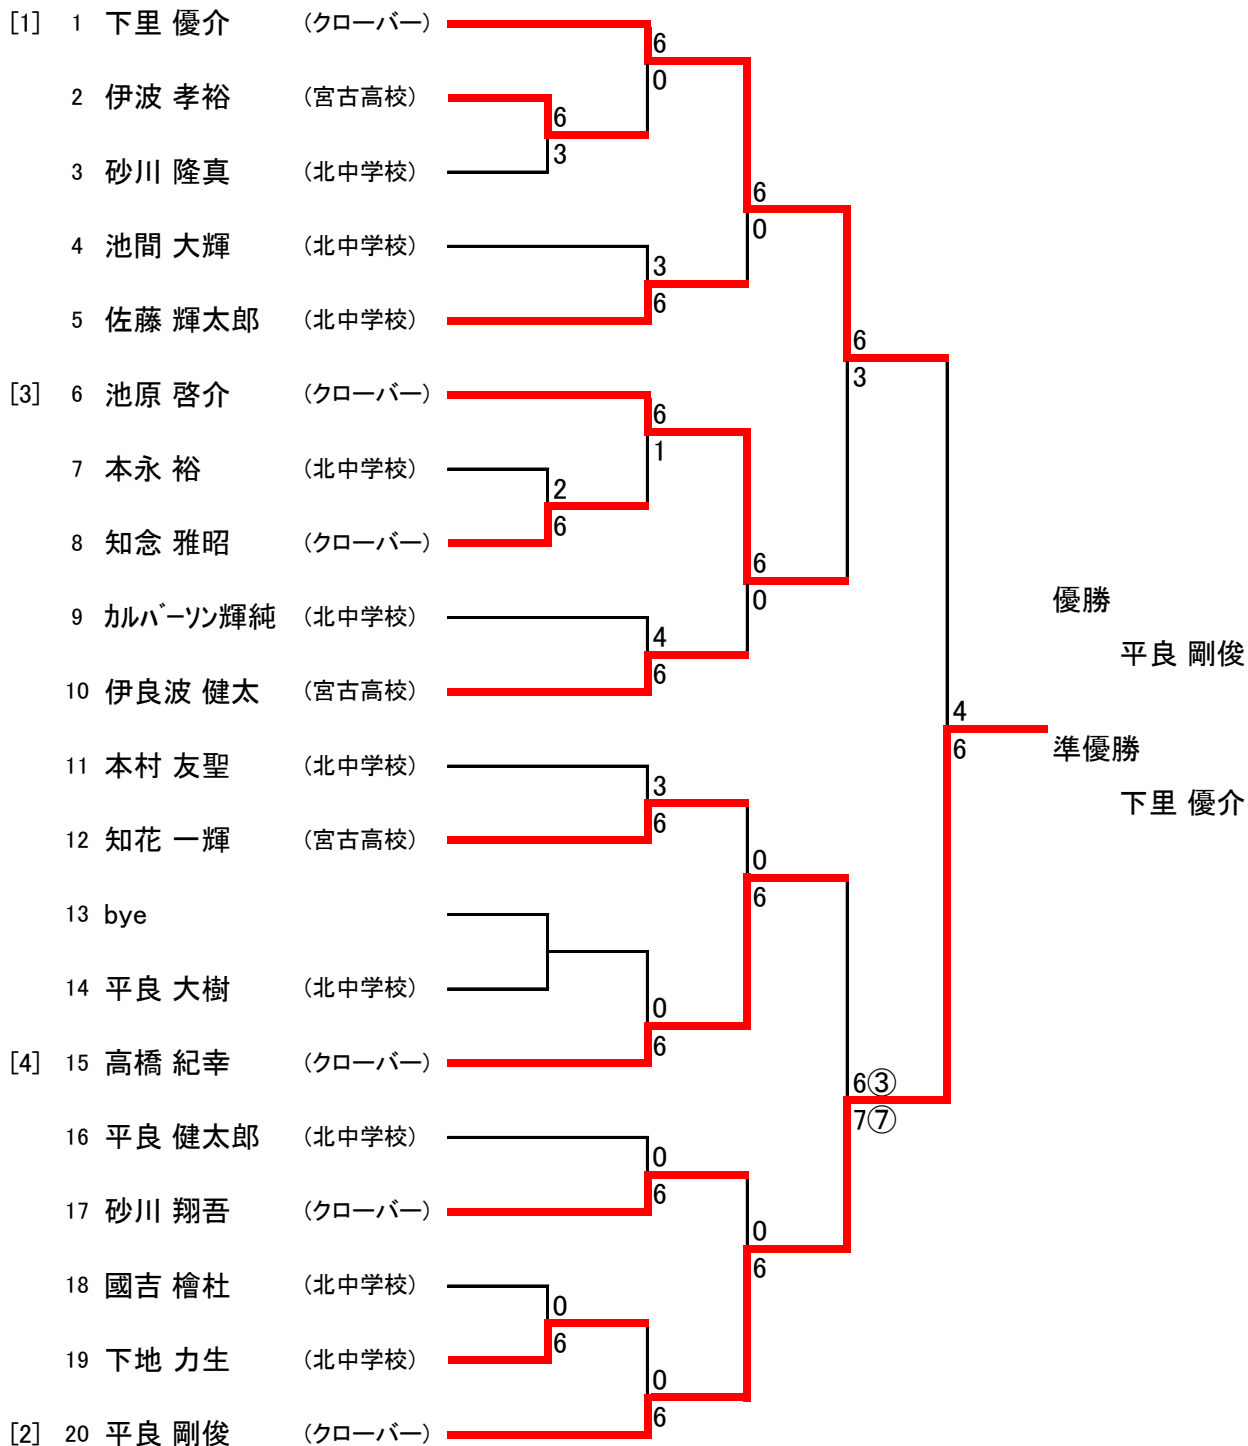 [1] 1 下里 優介 (クローバー)
6
0
2 伊波 孝裕 (宮古高校)
6
3
3 砂川 隆真 (北中学校)
6
0
4 池間 大輝 (北中学校)
3
6
5 佐藤 輝太郎 (北中学校)
6
3
[3] 6 池原 啓介 (クローバー)
6
1
7 本永 裕 (北中学校)
2
6
8 知念 雅昭 (クローバー)
6
0
9 ｶﾙﾊﾞｰｿﾝ輝純 (北中学校)
4
6
10 伊良波 健太 (宮古高校)
優勝
平良 剛俊
4
6
準優勝
下里 優介
11 本村 友聖 (北中学校)
3
6
12 知花 一輝 (宮古高校)
0
6
13 bye
14 平良 大樹 (北中学校)
0
6
[4] 15 高橋 紀幸 (クローバー)
6③
7⑦
16 平良 健太郎 (北中学校)
0
6
17 砂川 翔吾 (クローバー)
0
6
18 國吉 檜杜 (北中学校)
0
6
19 下地 力生 (北中学校)
0
6
[2] 20 平良 剛俊 (クローバー)